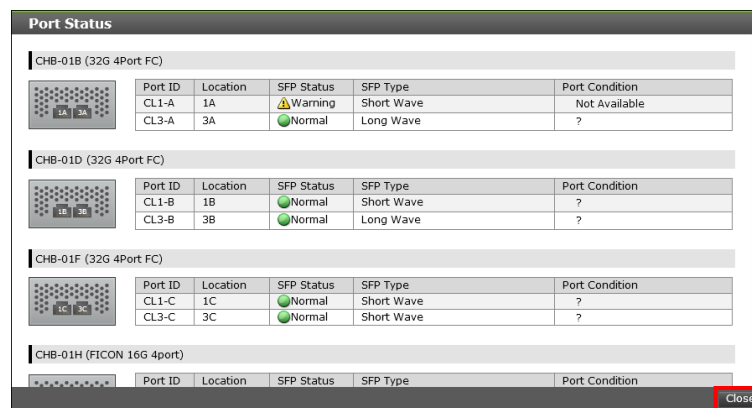 Port Status
CHB-01B (32G 4Port FC)
Port ID Location SFP Status SFP Type Port Condition
CL1-A 1A Warning Short Wave Not Available
CL3-A 3A Normal Long Wave ?
1A 3A
CHB-01D (32G 4Port FC)
Port ID Location SFP Status SFP Type Port Condition
CL1-B 1B Normal Short Wave ?
CL3-B 3B Normal Long Wave ?
1B 3B
CHB-01F (32G 4Port FC)
Port ID Location SFP Status SFP Type Port Condition
CL1-C 1C Normal Short Wave ?
CL3-C 3C Normal Short Wave ?
1C 3C
CHB-01H (FICON 16G 4port)
Port ID Location SFP Status SFP Type Port Condition
Close